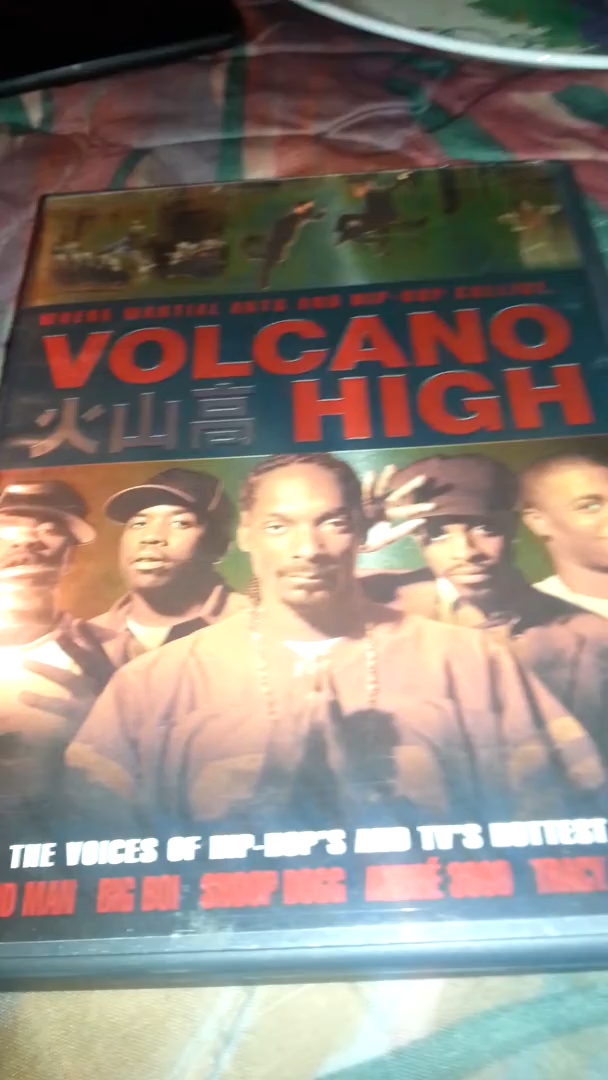 WHERE MARTIAL ARTS AND HIP-HOP COLLIDE.
VOLCANO
火山高 HIGH
THE VOICES OF HIP-HOP'S AND TV'S HOTTEST
D MAN BIG BOI SNOOP DOGG ANDRÉ 3000 TRACY